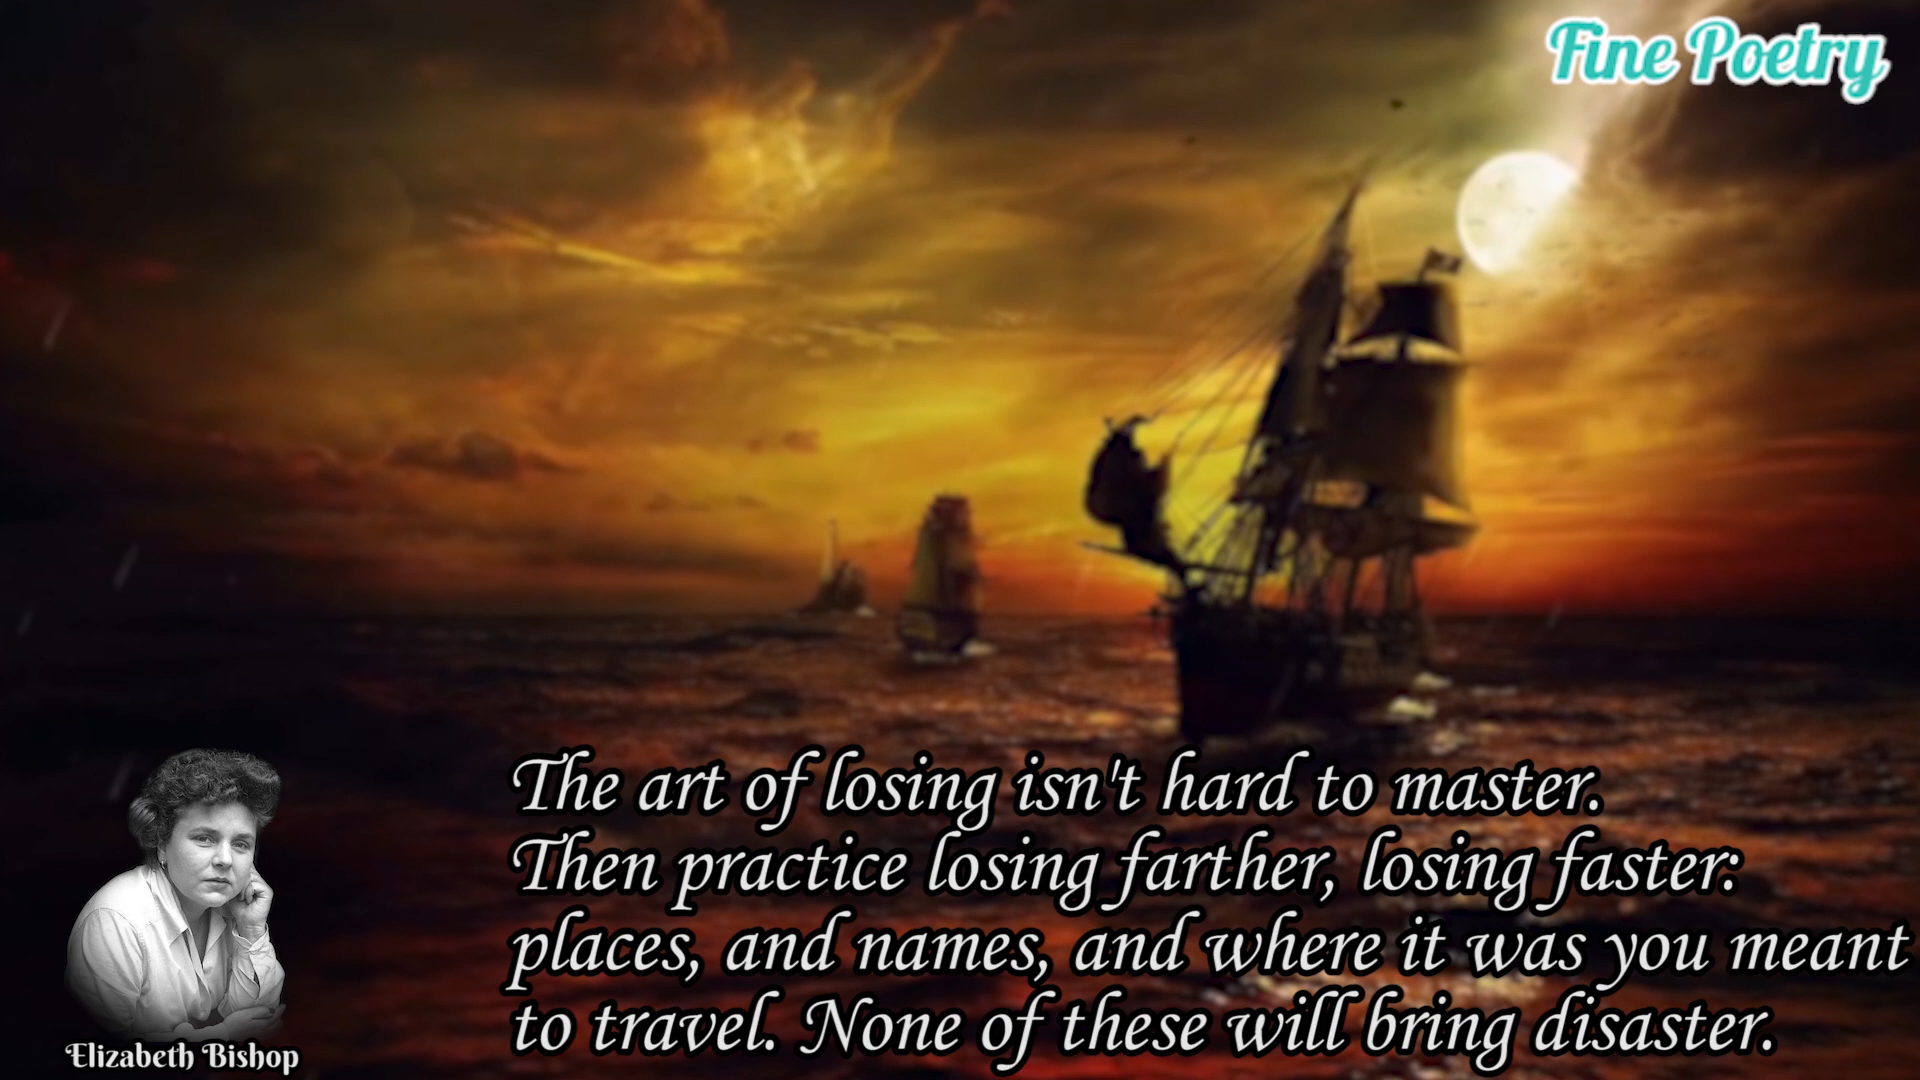 Fine Poetry
The art of losing isn't hard to master.
Then practice losing farther, losing faster:
places, and names, and where it was you meant
to travel. None of these will bring disaster.
Elizabeth Bishop